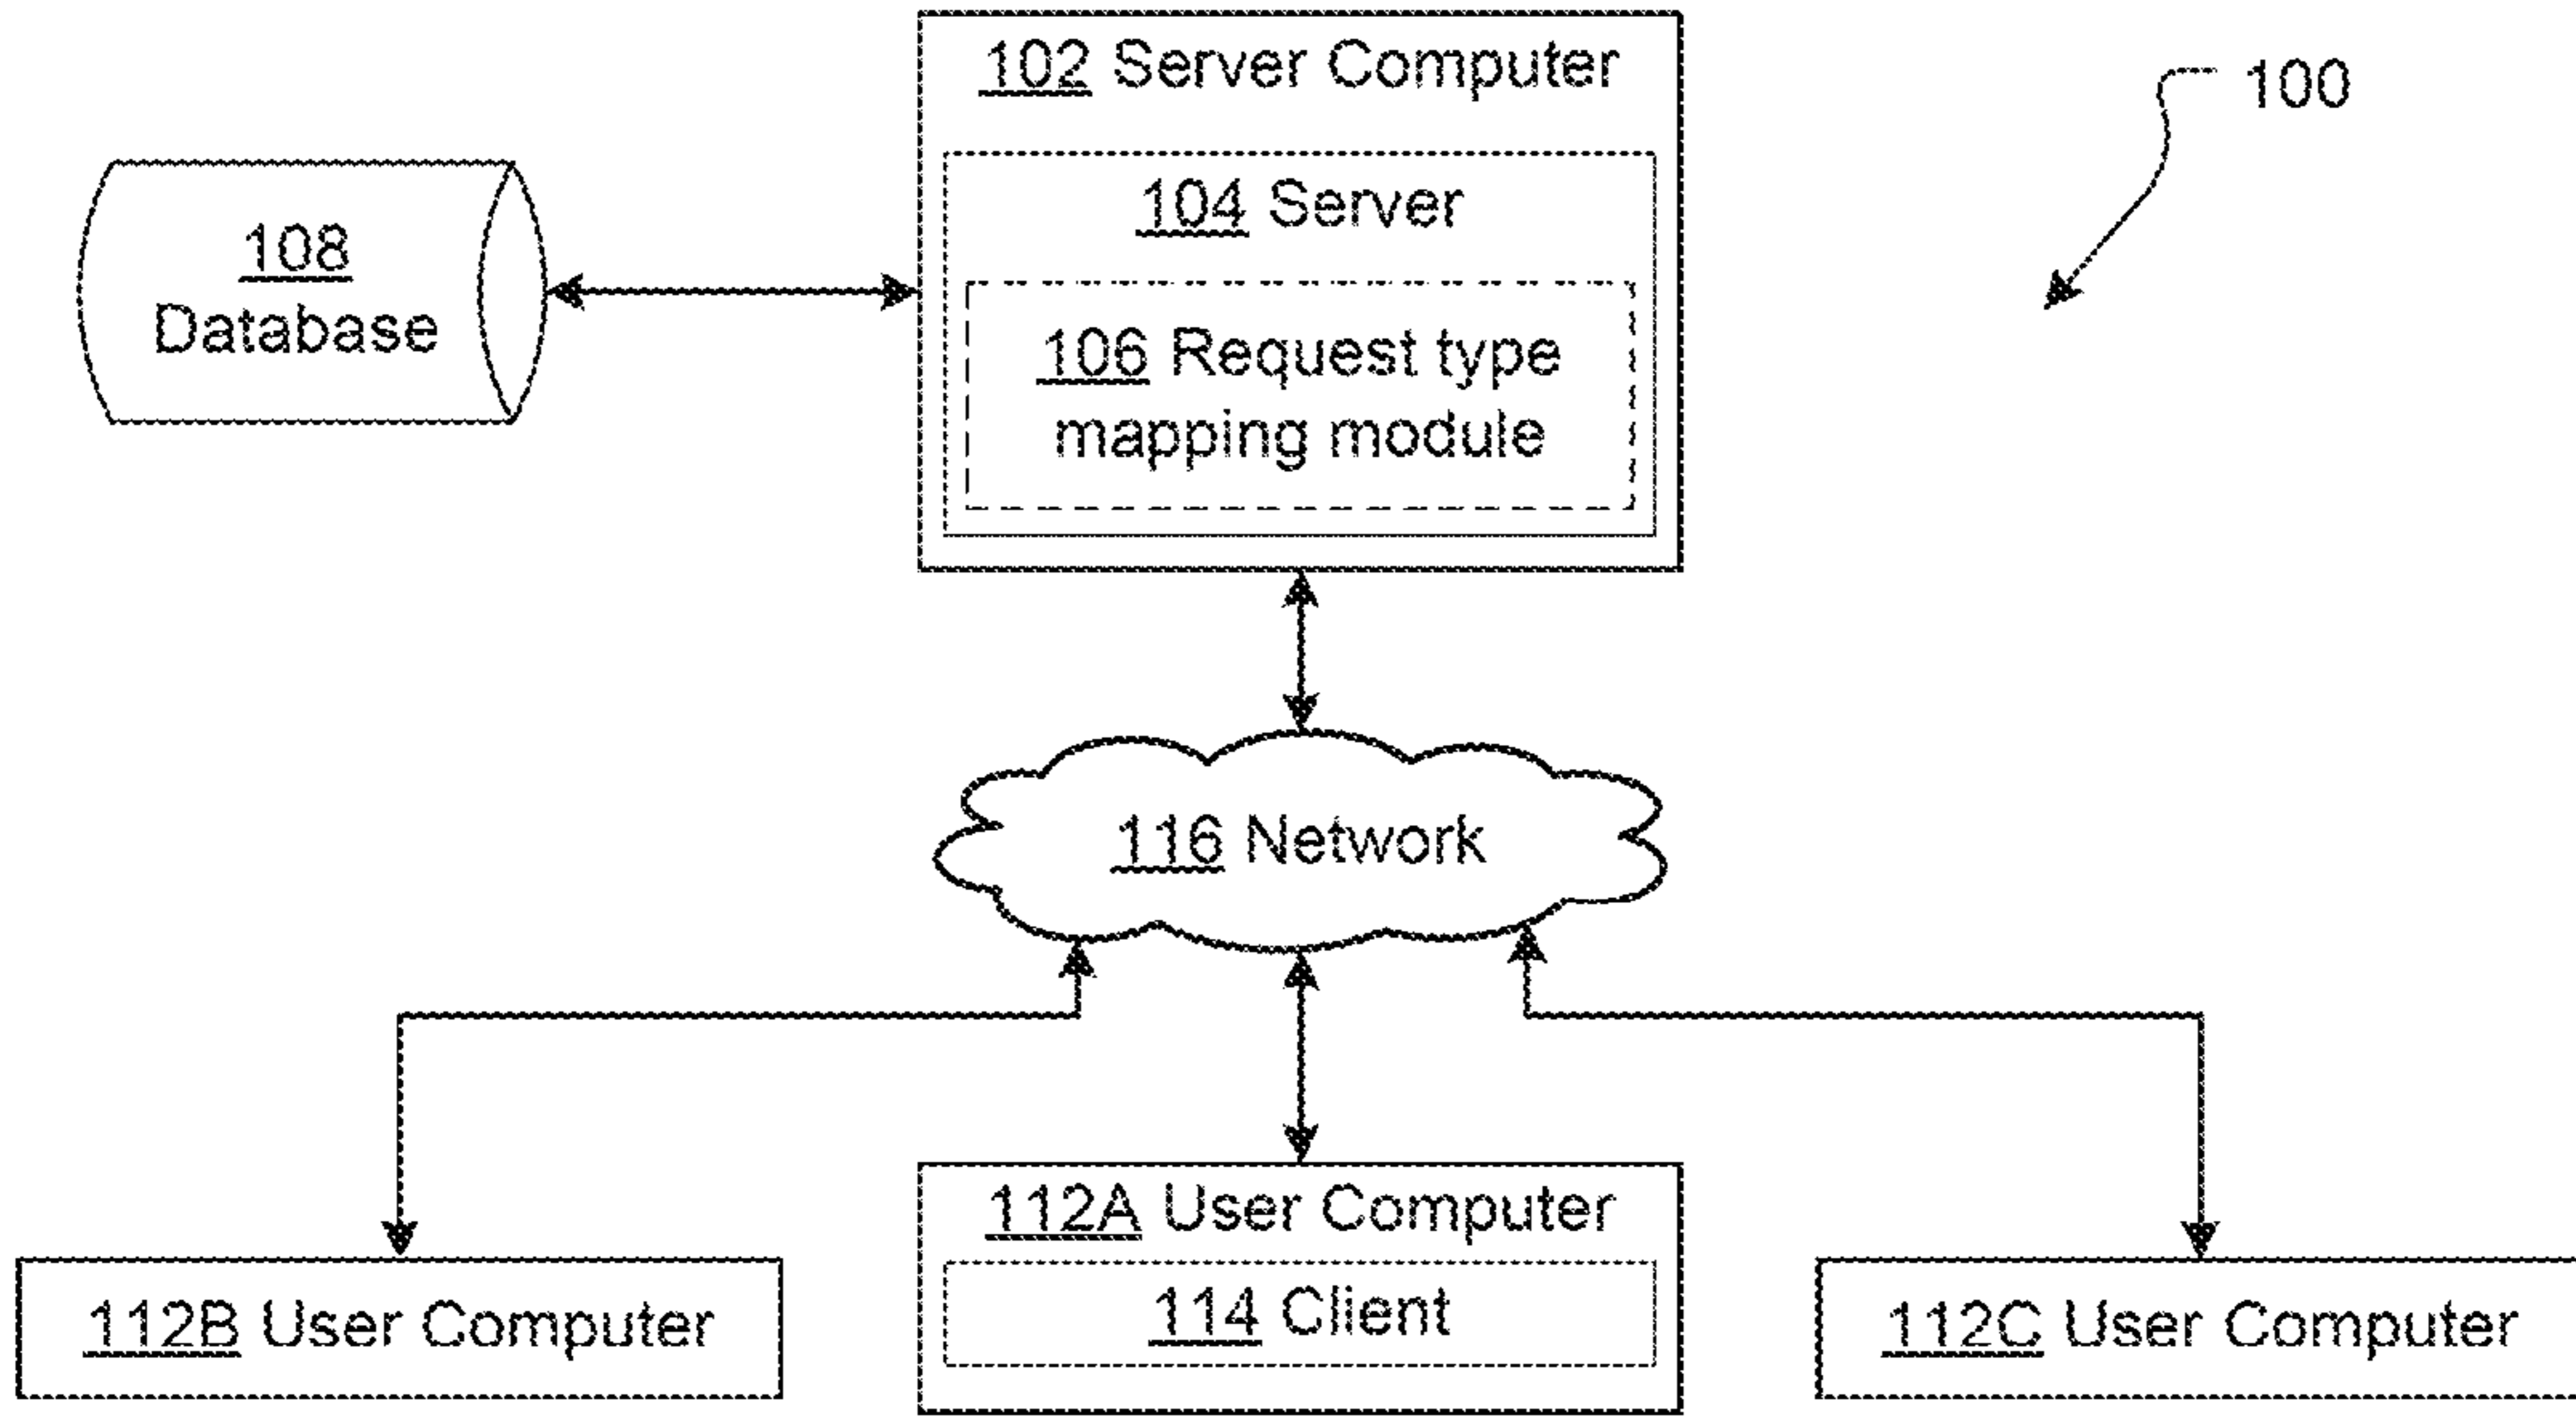 102 Server Computer
100
104 Server
108
Database
106 Request type
mapping module
116 Network
112A User Computer
114 Client
112B User Computer
112C User Computer